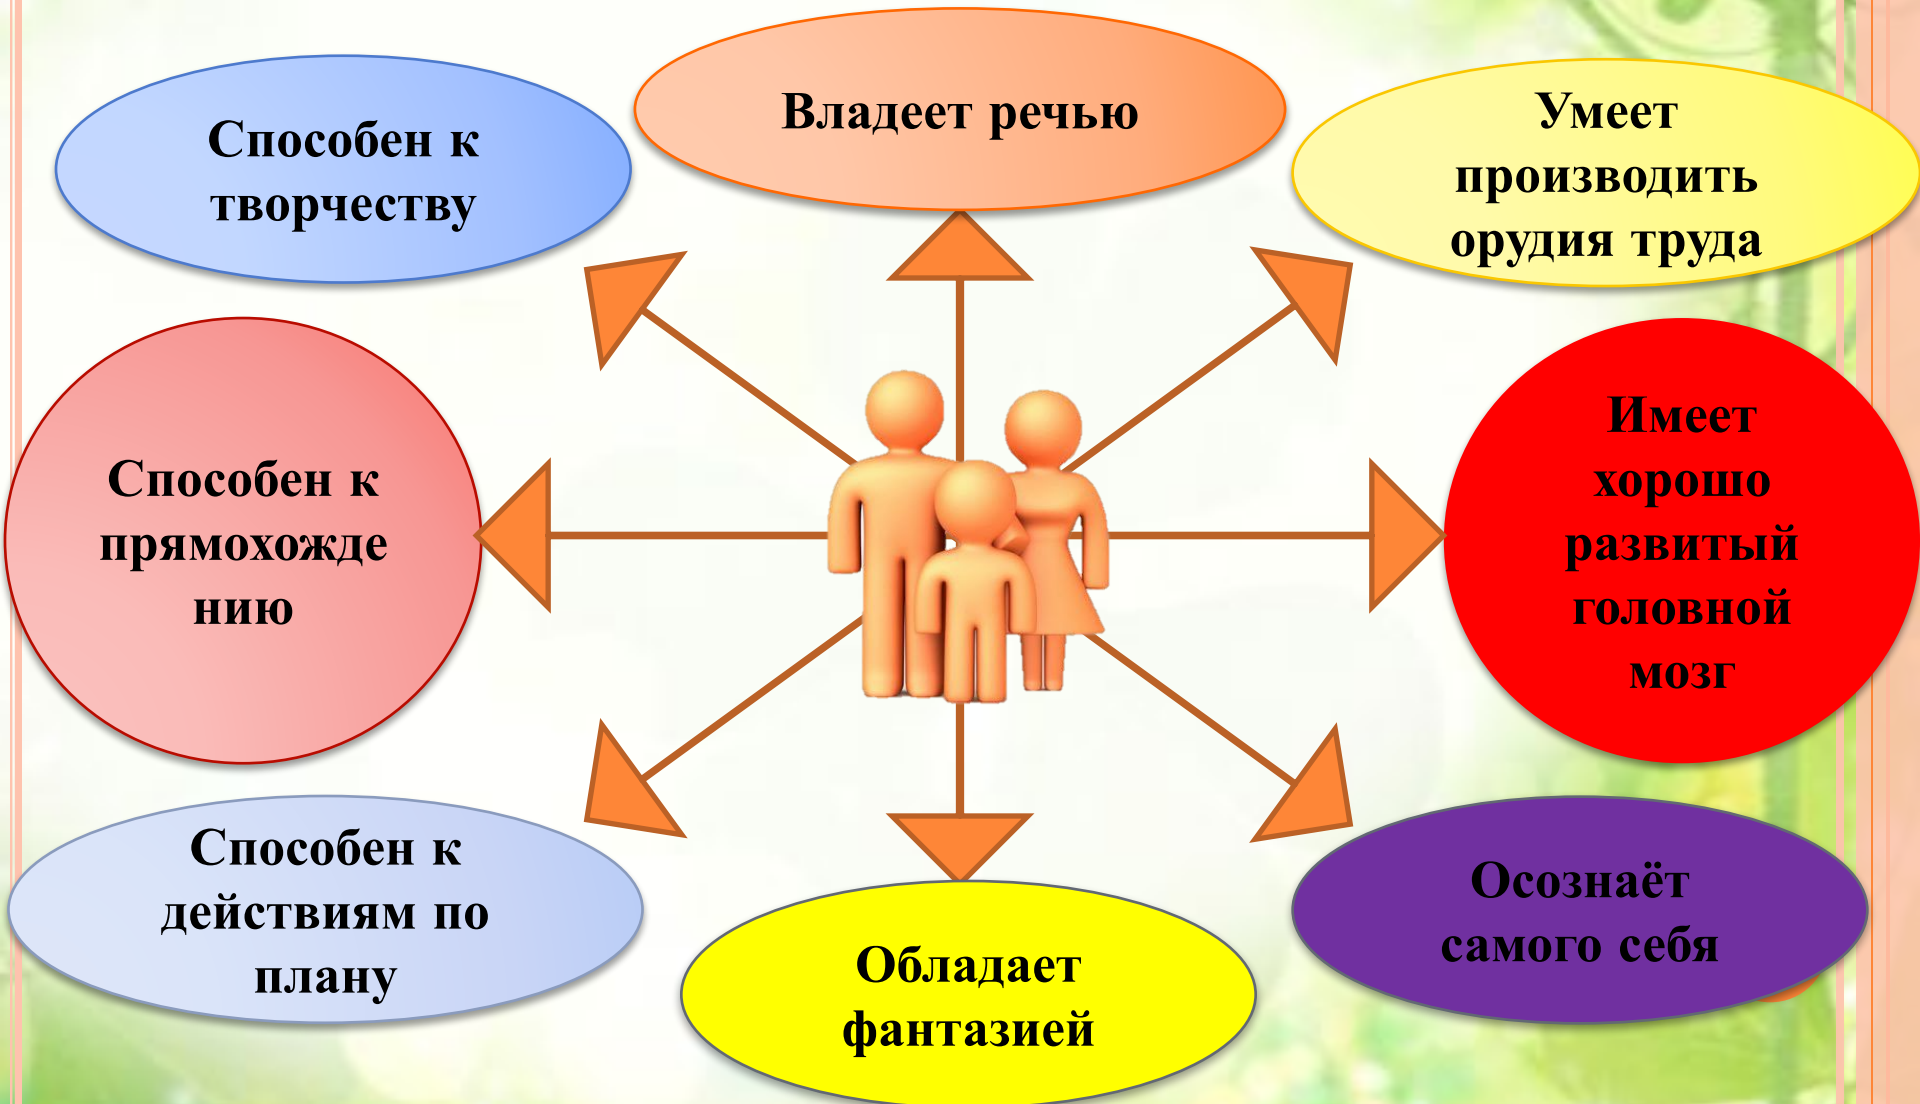 Способен к
творчеству
Владеет речью
Умеет
производить
орудия труда
Способен к
прямохожде
нию
Имеет
хорошо
развитый
головной
мозг
Способен к
действиям по
плану
Обладает
фантазией
Осознаёт
самого себя